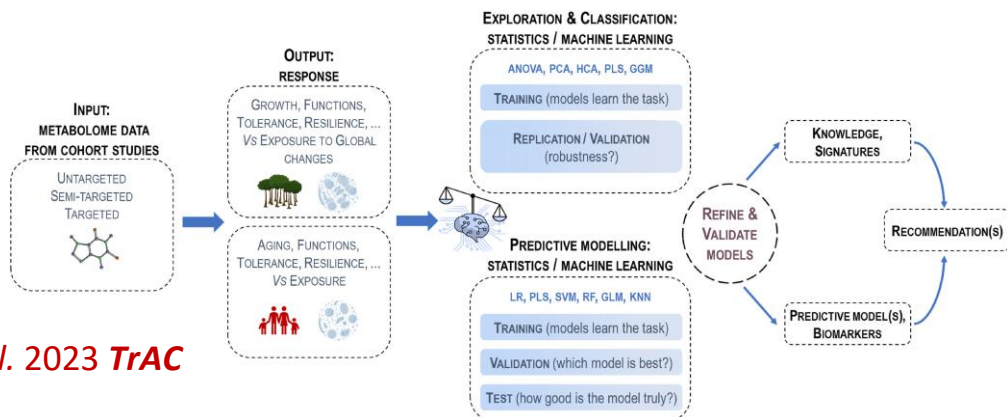 INPUT:
METABOLOME DATA
FROM COHORT STUDIES
UNTARGETED
SEMI-TARGETED
TARGETED
OUTPUT:
RESPONSE
GROWTH, FUNCTIONS,
TOLERANCE, RESILIENCE, ...
VS EXPOSURE TO GLOBAL
CHANGES
AGING, FUNCTIONS,
TOLERANCE, RESILIENCE, ...
VS EXPOSURE
EXPLORATION & CLASSIFICATION:
STATISTICS / MACHINE LEARNING
ANOVA, PCA, HCA, PLS, GGM
TRAINING (models learn the task)
REPLICATION / VALIDATION
(robustness?)
PREDICTIVE MODELLING:
STATISTICS / MACHINE LEARNING
LR, PLS, SVM, RF, GLM, KNN
TRAINING (models learn the task)
VALIDATION (which model is best?)
TEST (how good is the model truly?)
REFINE &
VALIDATE
MODELS
KNOWLEDGE,
SIGNATURES
PREDICTIVE MODEL(S),
BIOMARKERS
RECOMMENDATION(S)
l. 2023 TrAC